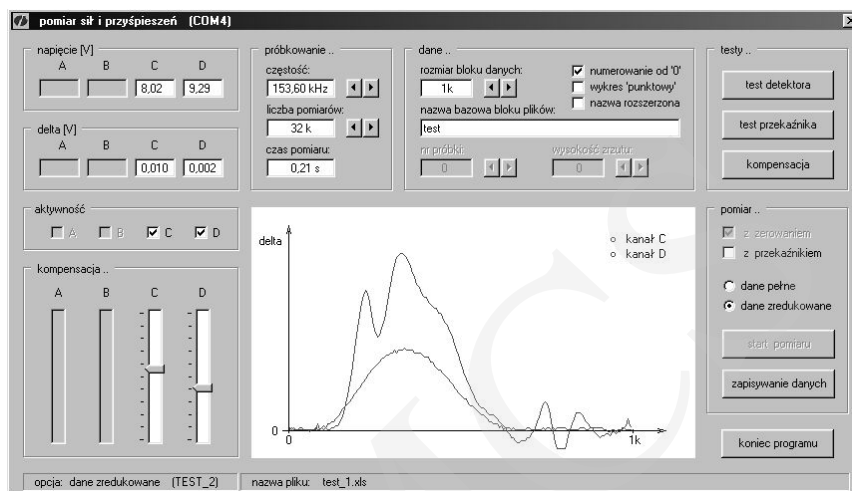 pomiar sił i przyśpieszeń (COM4)
napięcie [V]
A B C D
8,02 9,29
delta [V]
A B C D
0,010 0,002
próbkowanie ..
częstość:
153,60 kHz
liczba pomiarów:
32 k
czas pomiaru:
0,21 s
dane ..
rozmiar bloku danych:
1k
numerowanie od '0'
wykres 'punktowy'
nazwa rozszerzona
nazwa bazowa bloku plików:
test
nr próbki:
0
wysokość zrzutu:
0
testy ..
test detektora
test przekaźnika
kompensacja
aktywność
A B C D
kompensacja ..
A B C D
delta
kanał C
kanał D
0
0 1k
pomiar ..
z zerowaniem
z przekaźnikiem
dane pełne
dane zredukowane
start pomiaru
zapisywanie danych
koniec programu
opcja: dane zredukowane (TEST_2) nazwa pliku: test_1.xls